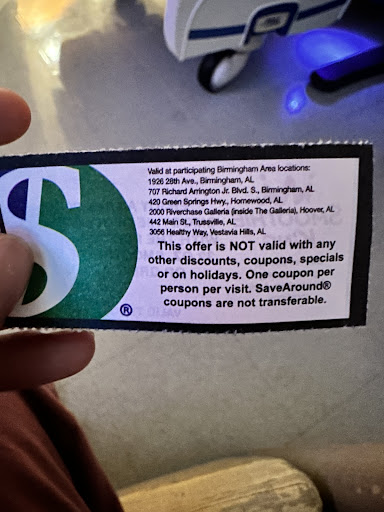 Valid at participating Birmingham Area locations:
1926 28th Ave., Birmingham, AL
707 Richard Arrington Jr. Blvd. S., Birmingham, AL
420 Green Springs Hwy., Homewood, AL
2000 Riverchase Galleria (inside The Galleria), Hoover, AL
442 Main St., Trussville, AL
3056 Healthy Way, Vestavia Hills, AL
This offer is NOT valid with any
other discounts, coupons, specials
or on holidays. One coupon per
person per visit. SaveAround®
coupons are not transferable.
S
®